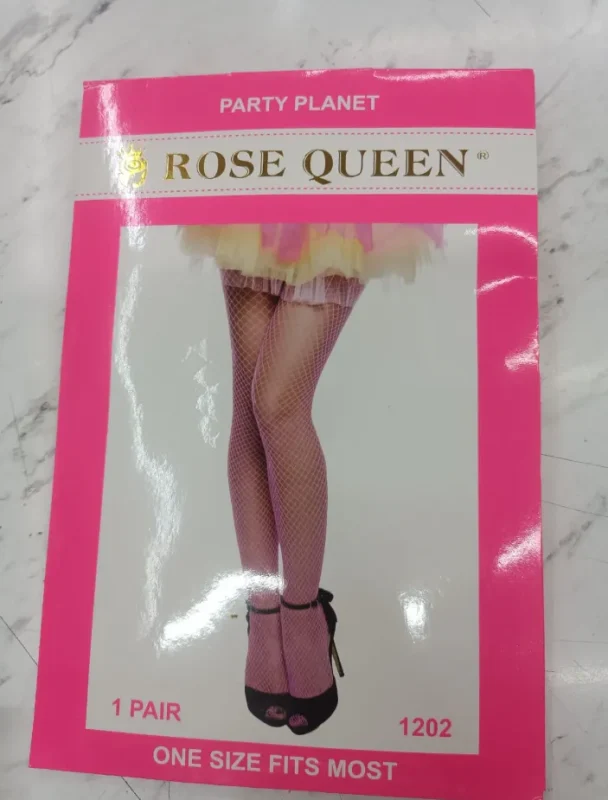 PARTY PLANET
ROSE QUEEN ®
1 PAIR
1202
ONE SIZE FITS MOST